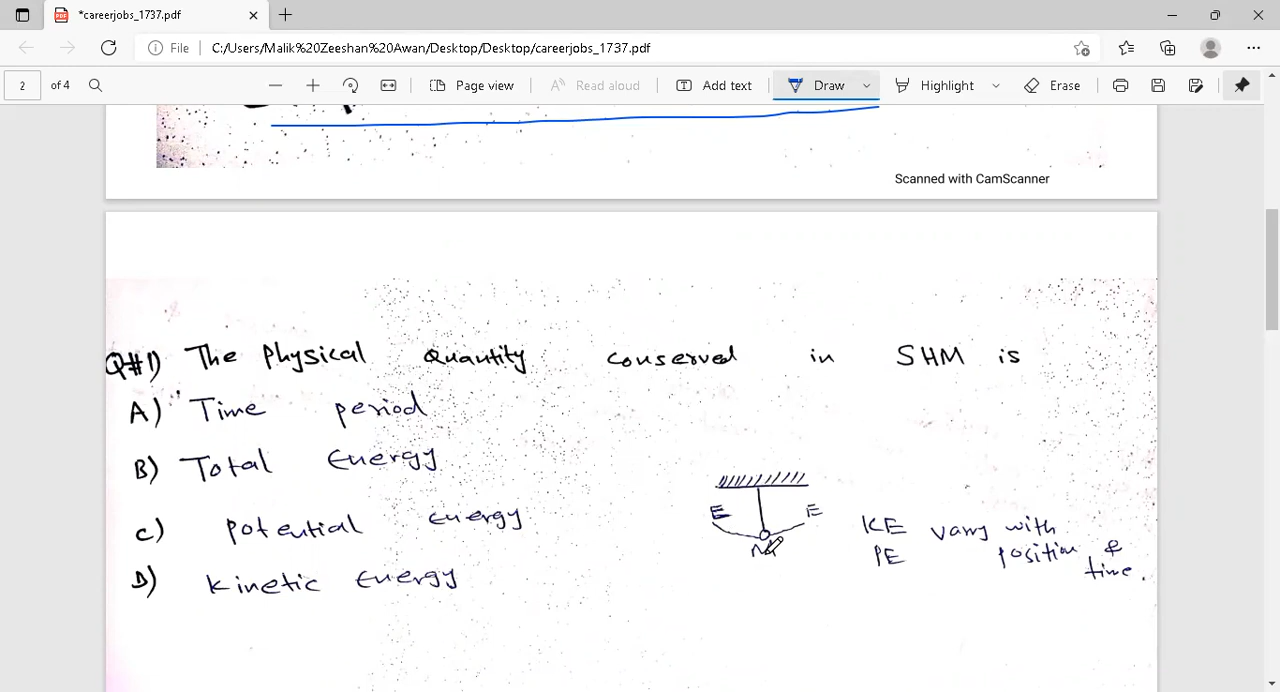 *careerjobs_1737.pdf
File C:/Users/Malik%20Zeeshan%20Awan/Desktop/Desktop/careerjobs_1737.pdf
2 of 4 Page view Read aloud Add text Draw Highlight Erase
Scanned with CamScanner
Q#1) The Physical Quantity conserved in SHM is
A) Time period
B) Total Energy
C) Potential energy
D) Kinetic Energy
E E
M
KE vary with
PE position &
time.